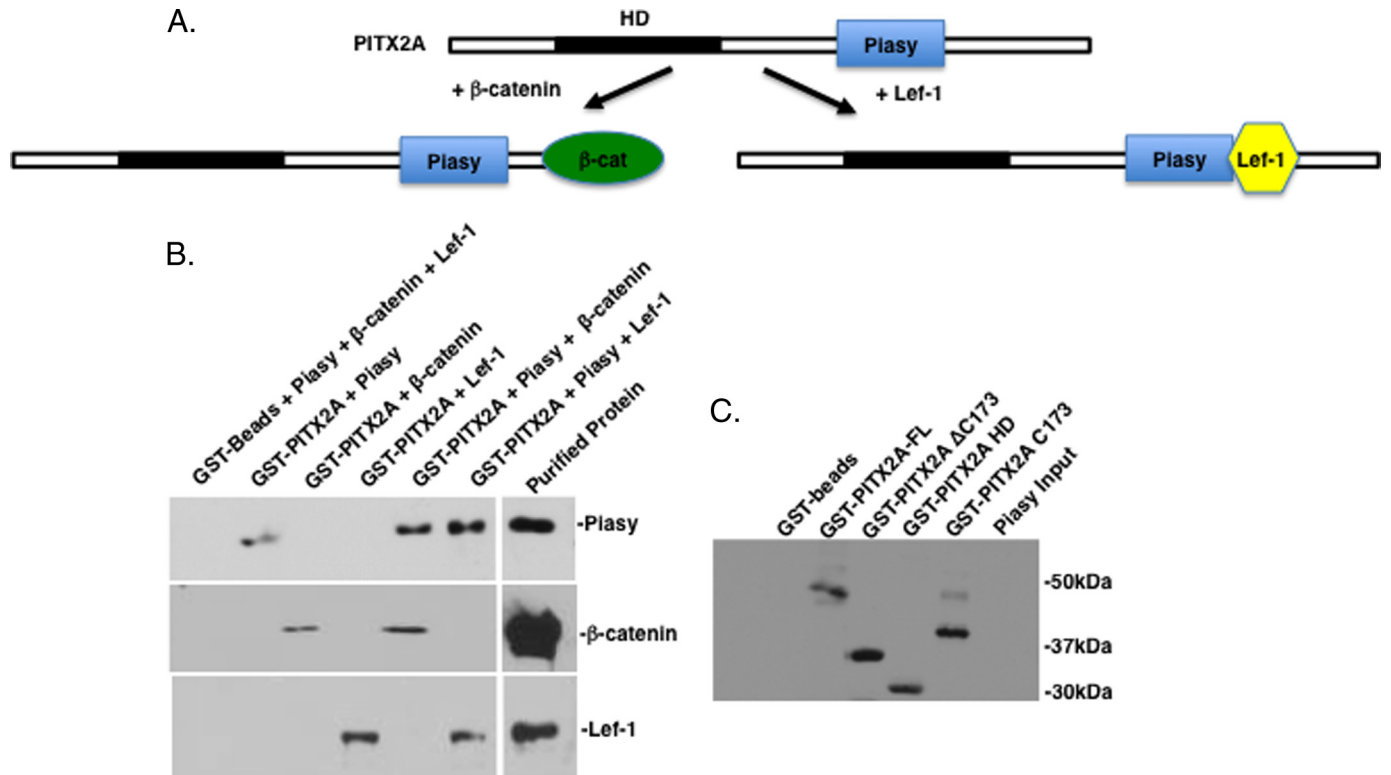 A.
HD
PITX2A
Piasy
+ β-catenin
+ Lef-1
Piasy
β-cat
Piasy
Lef-1
B.
GST-Beads + Piasy + β-catenin + Lef-1
GST-PITX2A + Piasy
GST-PITX2A + β-catenin
GST-PITX2A + Lef-1
GST-PITX2A + Piasy + β-catenin
GST-PITX2A + Piasy + Lef-1
Purified Protein
-Piasy
-β-catenin
-Lef-1
C.
GST-beads
GST-PITX2A-FL
GST-PITX2A ΔC173
GST-PITX2A HD
GST-PITX2A C173
Piasy Input
-50kDa
-37kDa
-30kDa